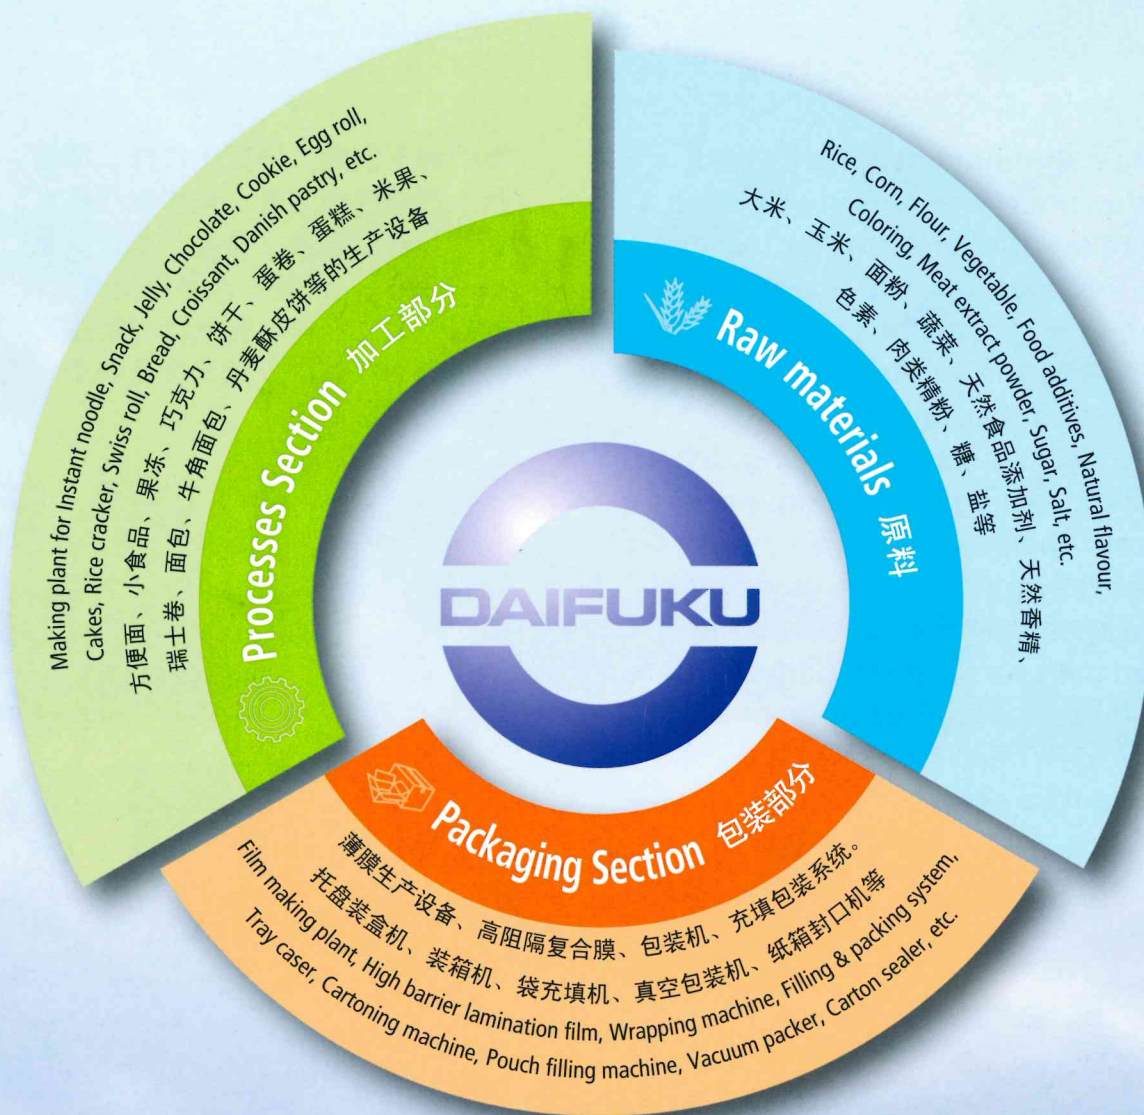 Making plant for Instant noodle, Snack, Jelly, Chocolate, Cookie, Egg roll,
Cakes, Rice cracker, Swiss roll, Bread, Croissant, Danish pastry, etc.
方便面、小食品、果冻、巧克力、饼干、蛋卷、蛋糕、米果、
瑞士卷、面包、牛角面包、丹麦酥皮饼等的生产设备
Processes Section 加工部分
Rice, Corn, Flour, Vegetable, Food additives, Natural flavour,
Coloring, Meat extract powder, Sugar, Salt, etc.
大米、玉米、面粉、蔬菜、天然食品添加剂、天然香精、
色素、肉类精粉、糖、盐等
Raw materials 原料
DAIFUKU
Packaging Section 包装部分
薄膜生产设备、高阻隔复合膜、包装机、充填包装系统。
托盘装盒机、装箱机、袋充填机、真空包装机、纸箱封口机等
Film making plant, High barrier lamination film, Wrapping machine, Filling & packing system,
Tray caser, Cartoning machine, Pouch filling machine, Vacuum packer, Carton sealer, etc.